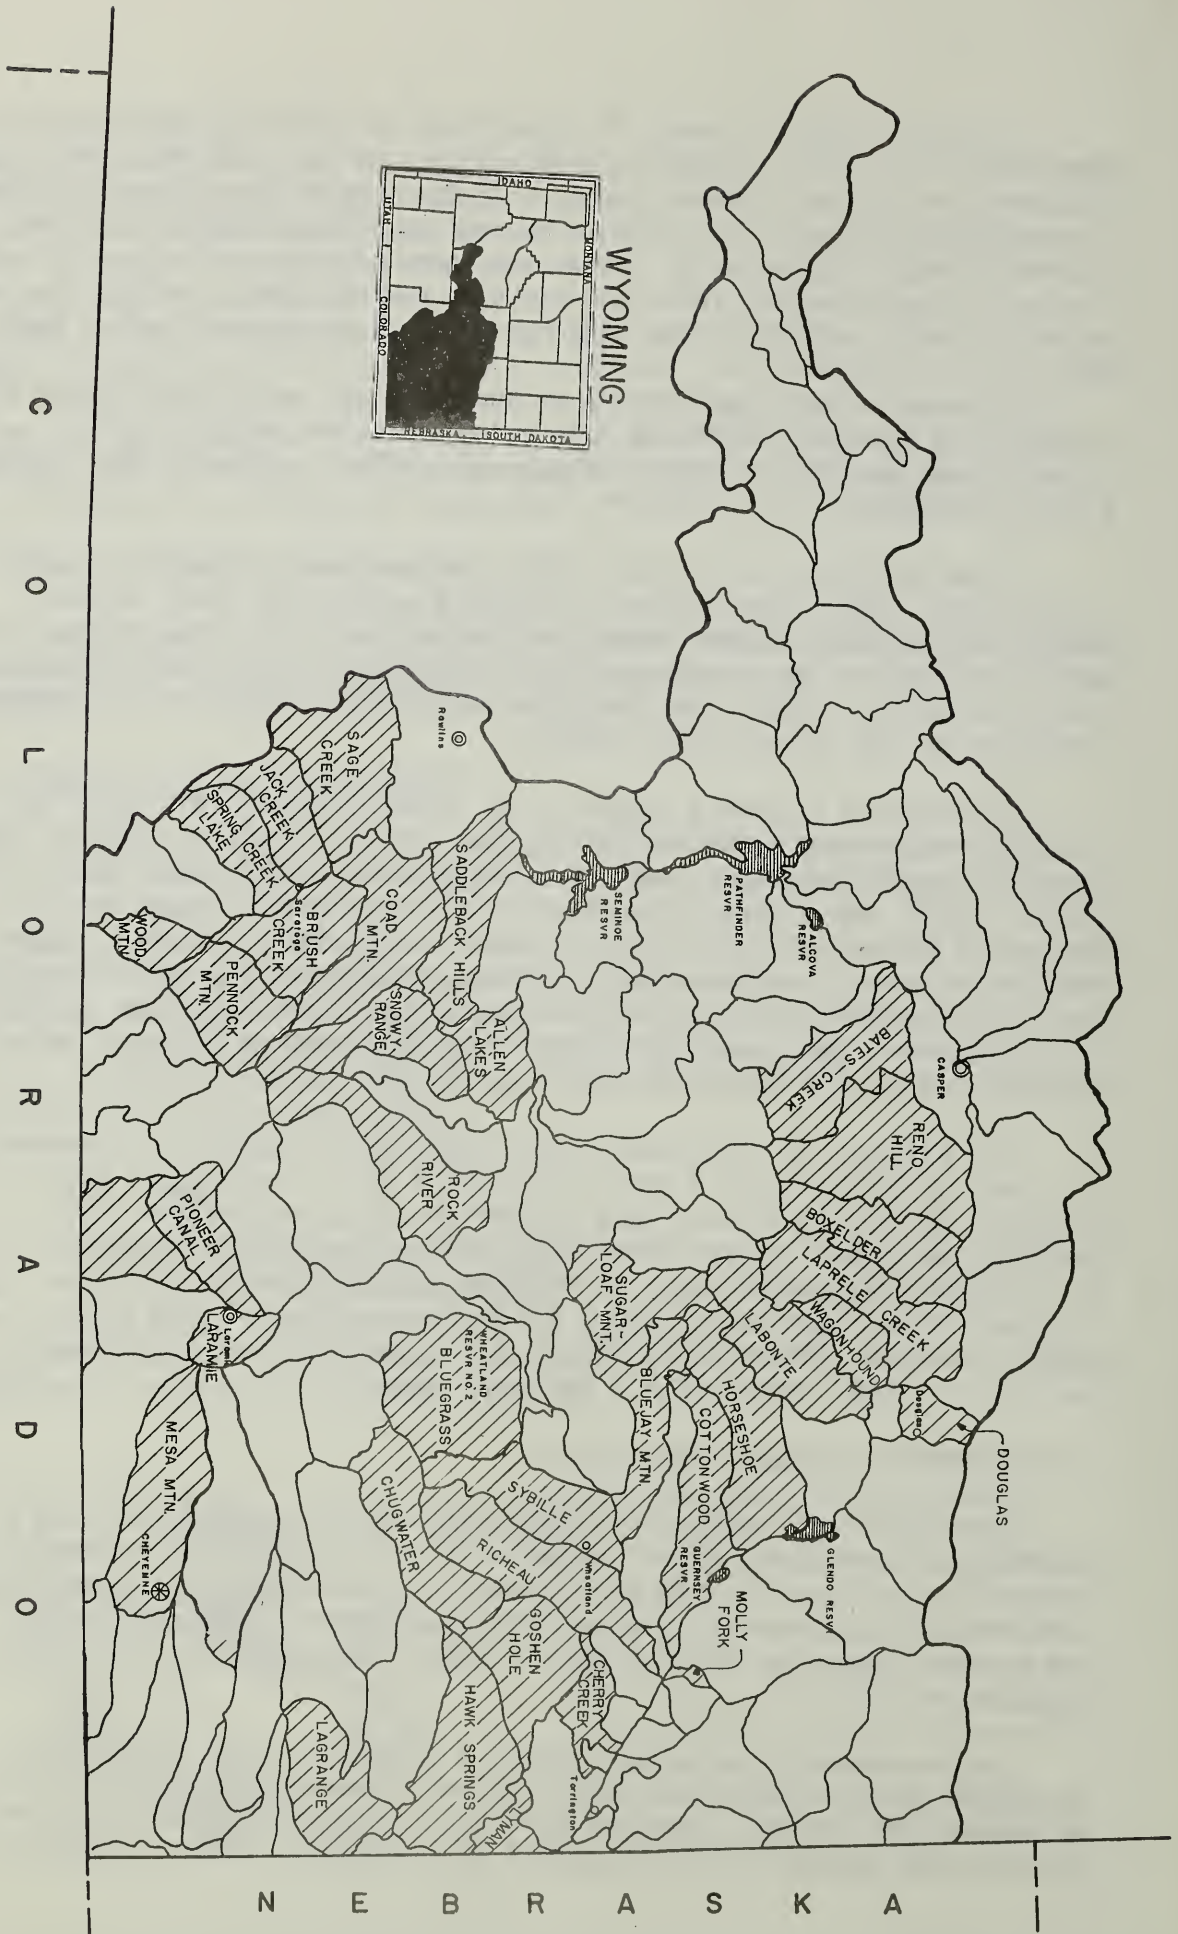 WYOMING
IDAHO
MONTANA
UTAH
COLORADO
NEBRASKA
SOUTH DAKOTA
CASPER
ALCOVA
RESVR
PATHFINDER
RESVR
SEMINOE
RESVR
Rawlins
BATES CREEK
RENO
HILL
BOXELDER
LAPRELE CREEK
WAGONHOUND
LABONTE
Douglas
DOUGLAS
HORSESHOE
COTTONWOOD
BLUEJAY MTN.
SUGAR-
LOAF MNT.
GLENDO RESVR
GUERNSEY
RESVR
MOLLY
FORK
SAGE
CREEK
JACK
CREEK
SPRING CREEK
LAKE
Saratoga
BRUSH
CREEK
COAD
MTN.
SADDLEBACK HILLS
ALLEN
LAKES
SNOWY
RANGE
WOOD
MTN.
PENNOCK
MTN.
ROCK
RIVER
PIONEER
CANAL
Laramie
LARAMIE
WHEATLAND
RESVR NO. 2
BLUEGRASS
SYBILLE
RICHEAU
Wheatland
CHUGWATER
GOSHEN
HOLE
CHERRY
CREEK
Torrington
HAWK SPRINGS
LYMAN
LAGRANGE
MESA MTN.
CHEYENNE
COLORADO
NEBRASKA